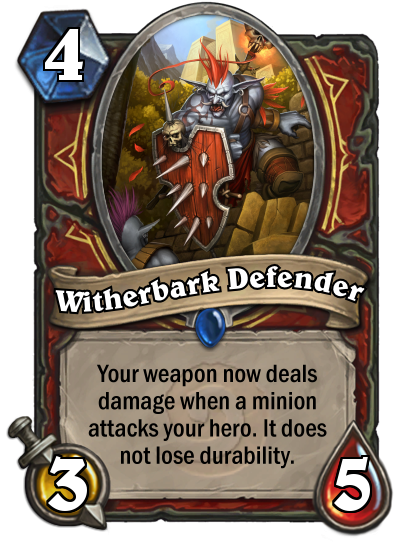 4
Witherbark Defender
Your weapon now deals
damage when a minion
attacks your hero. It does
not lose durability.
3
5